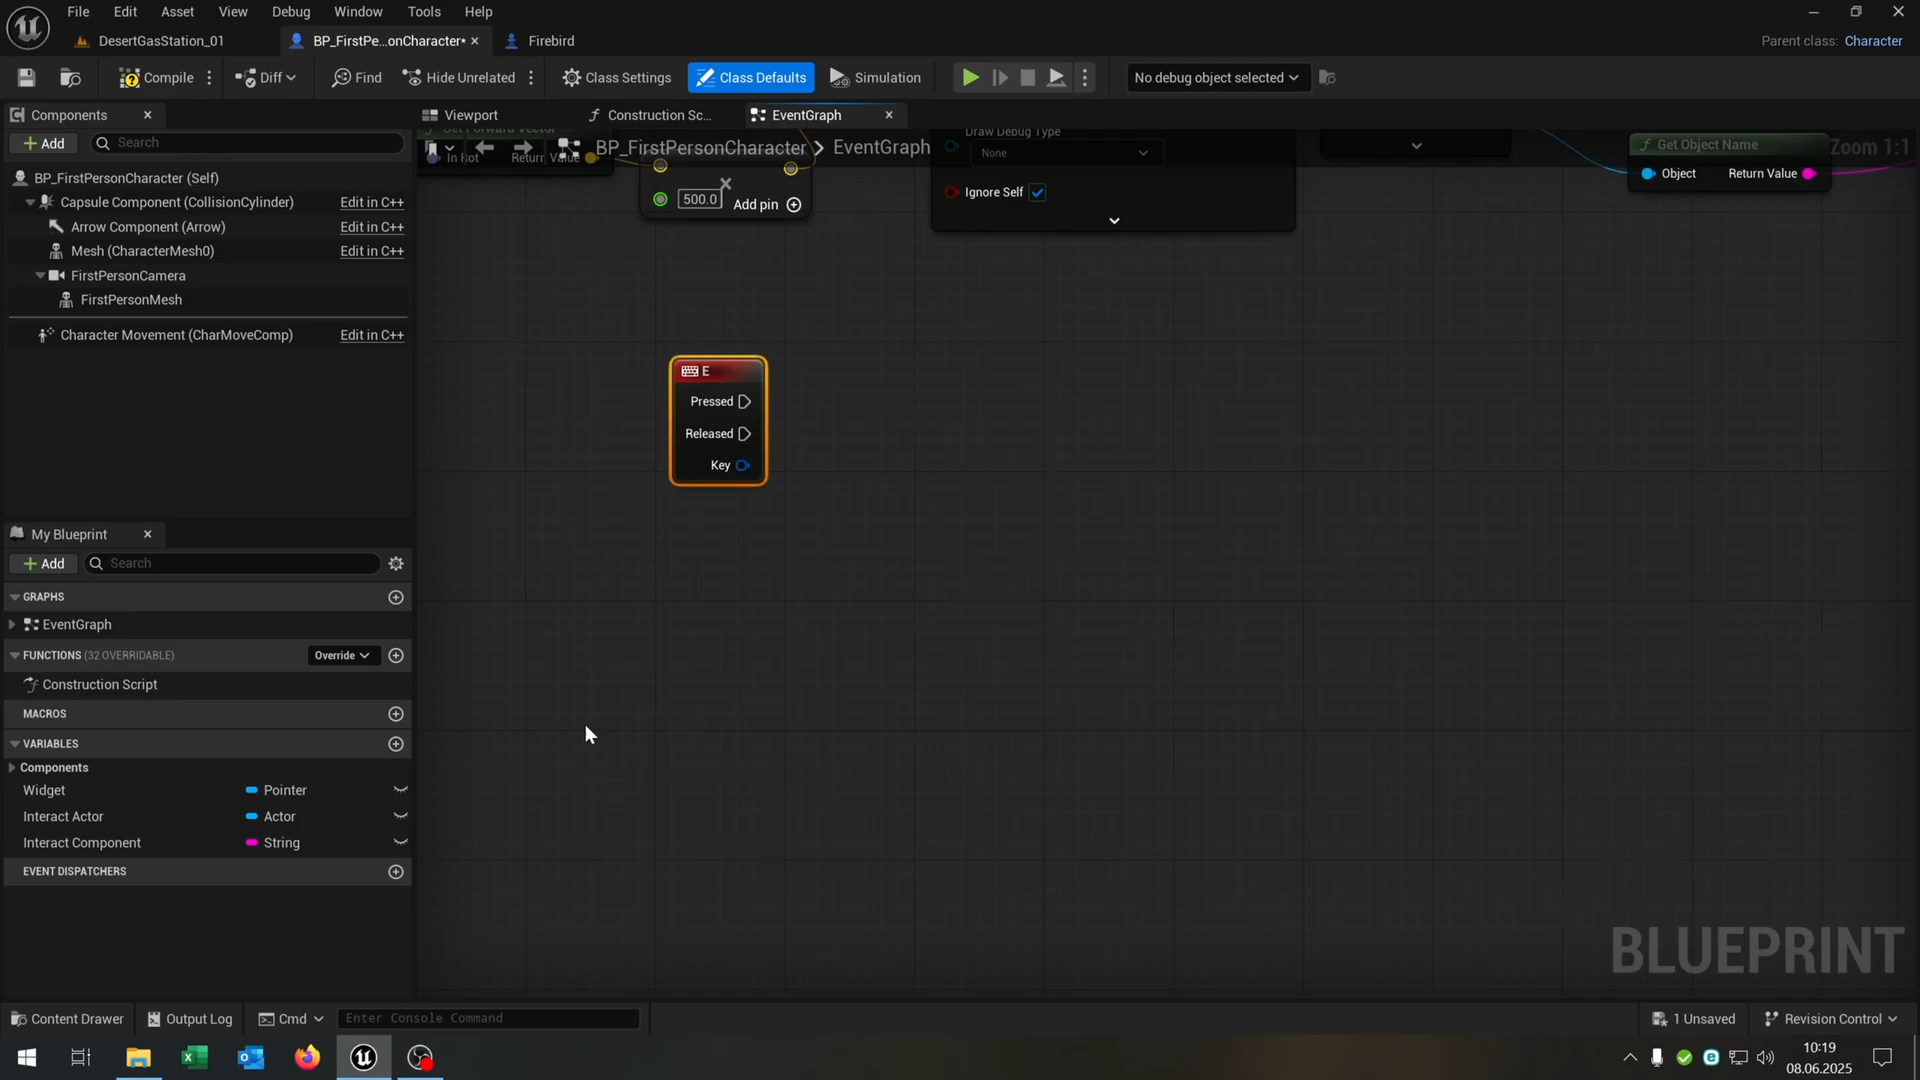 File Edit Asset View Debug Window Tools Help
DesertGasStation_01
BP_FirstPe...onCharacter*
Firebird
Parent class: Character
Compile
Diff
Find
Hide Unrelated
Class Settings
Class Defaults
Simulation
No debug object selected
Components
Viewport
Construction Sc...
EventGraph
Add
Search
BP_FirstPersonCharacter > EventGraph
Zoom 1:1
Get Forward Vector
Return Value
500.0
Add pin
Draw Debug Type
None
Ignore Self
Get Object Name
Object
Return Value
BP_FirstPersonCharacter (Self)
Capsule Component (CollisionCylinder) Edit in C++
Arrow Component (Arrow) Edit in C++
Mesh (CharacterMesh0) Edit in C++
FirstPersonCamera
FirstPersonMesh
Character Movement (CharMoveComp) Edit in C++
E
Pressed
Released
Key
My Blueprint
Add
Search
GRAPHS
EventGraph
FUNCTIONS (32 OVERRIDABLE) Override
Construction Script
MACROS
VARIABLES
Components
Widget Pointer
Interact Actor Actor
Interact Component String
EVENT DISPATCHERS
BLUEPRINT
Content Drawer
Output Log
Cmd
Enter Console Command
1 Unsaved
Revision Control
10:19
08.06.2025